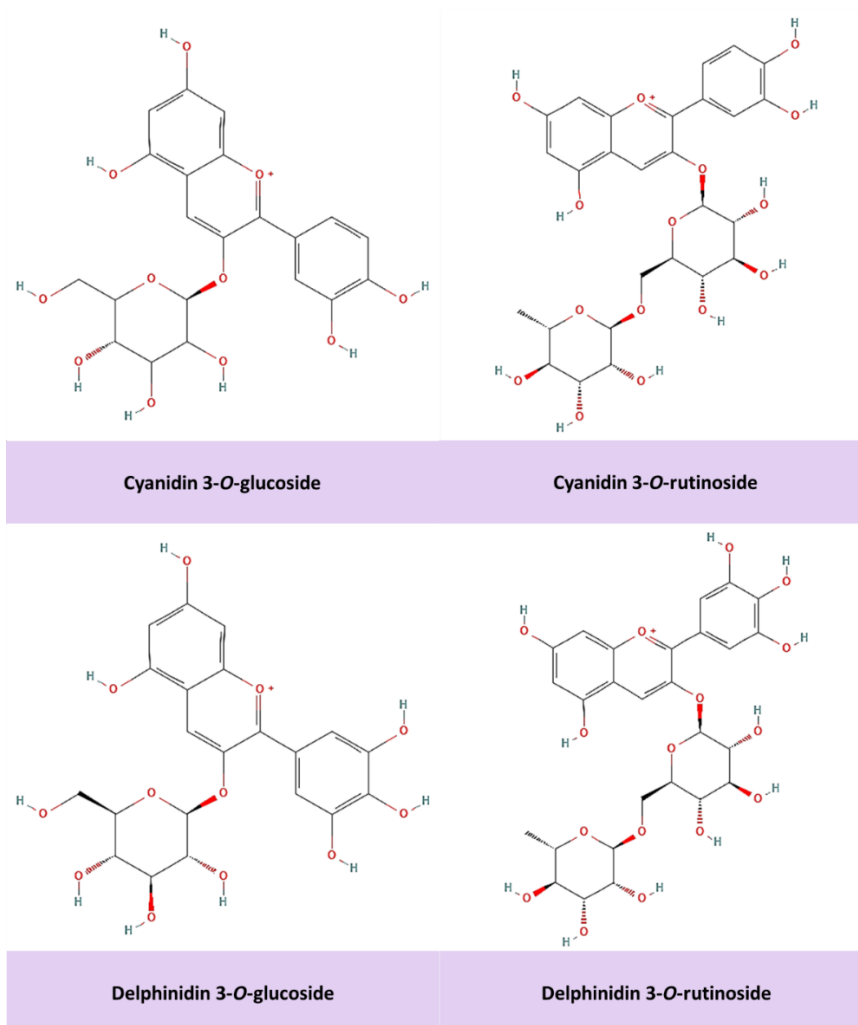 Cyanidin 3-O-glucoside
Cyanidin 3-O-rutinoside
Delphinidin 3-O-glucoside
Delphinidin 3-O-rutinoside